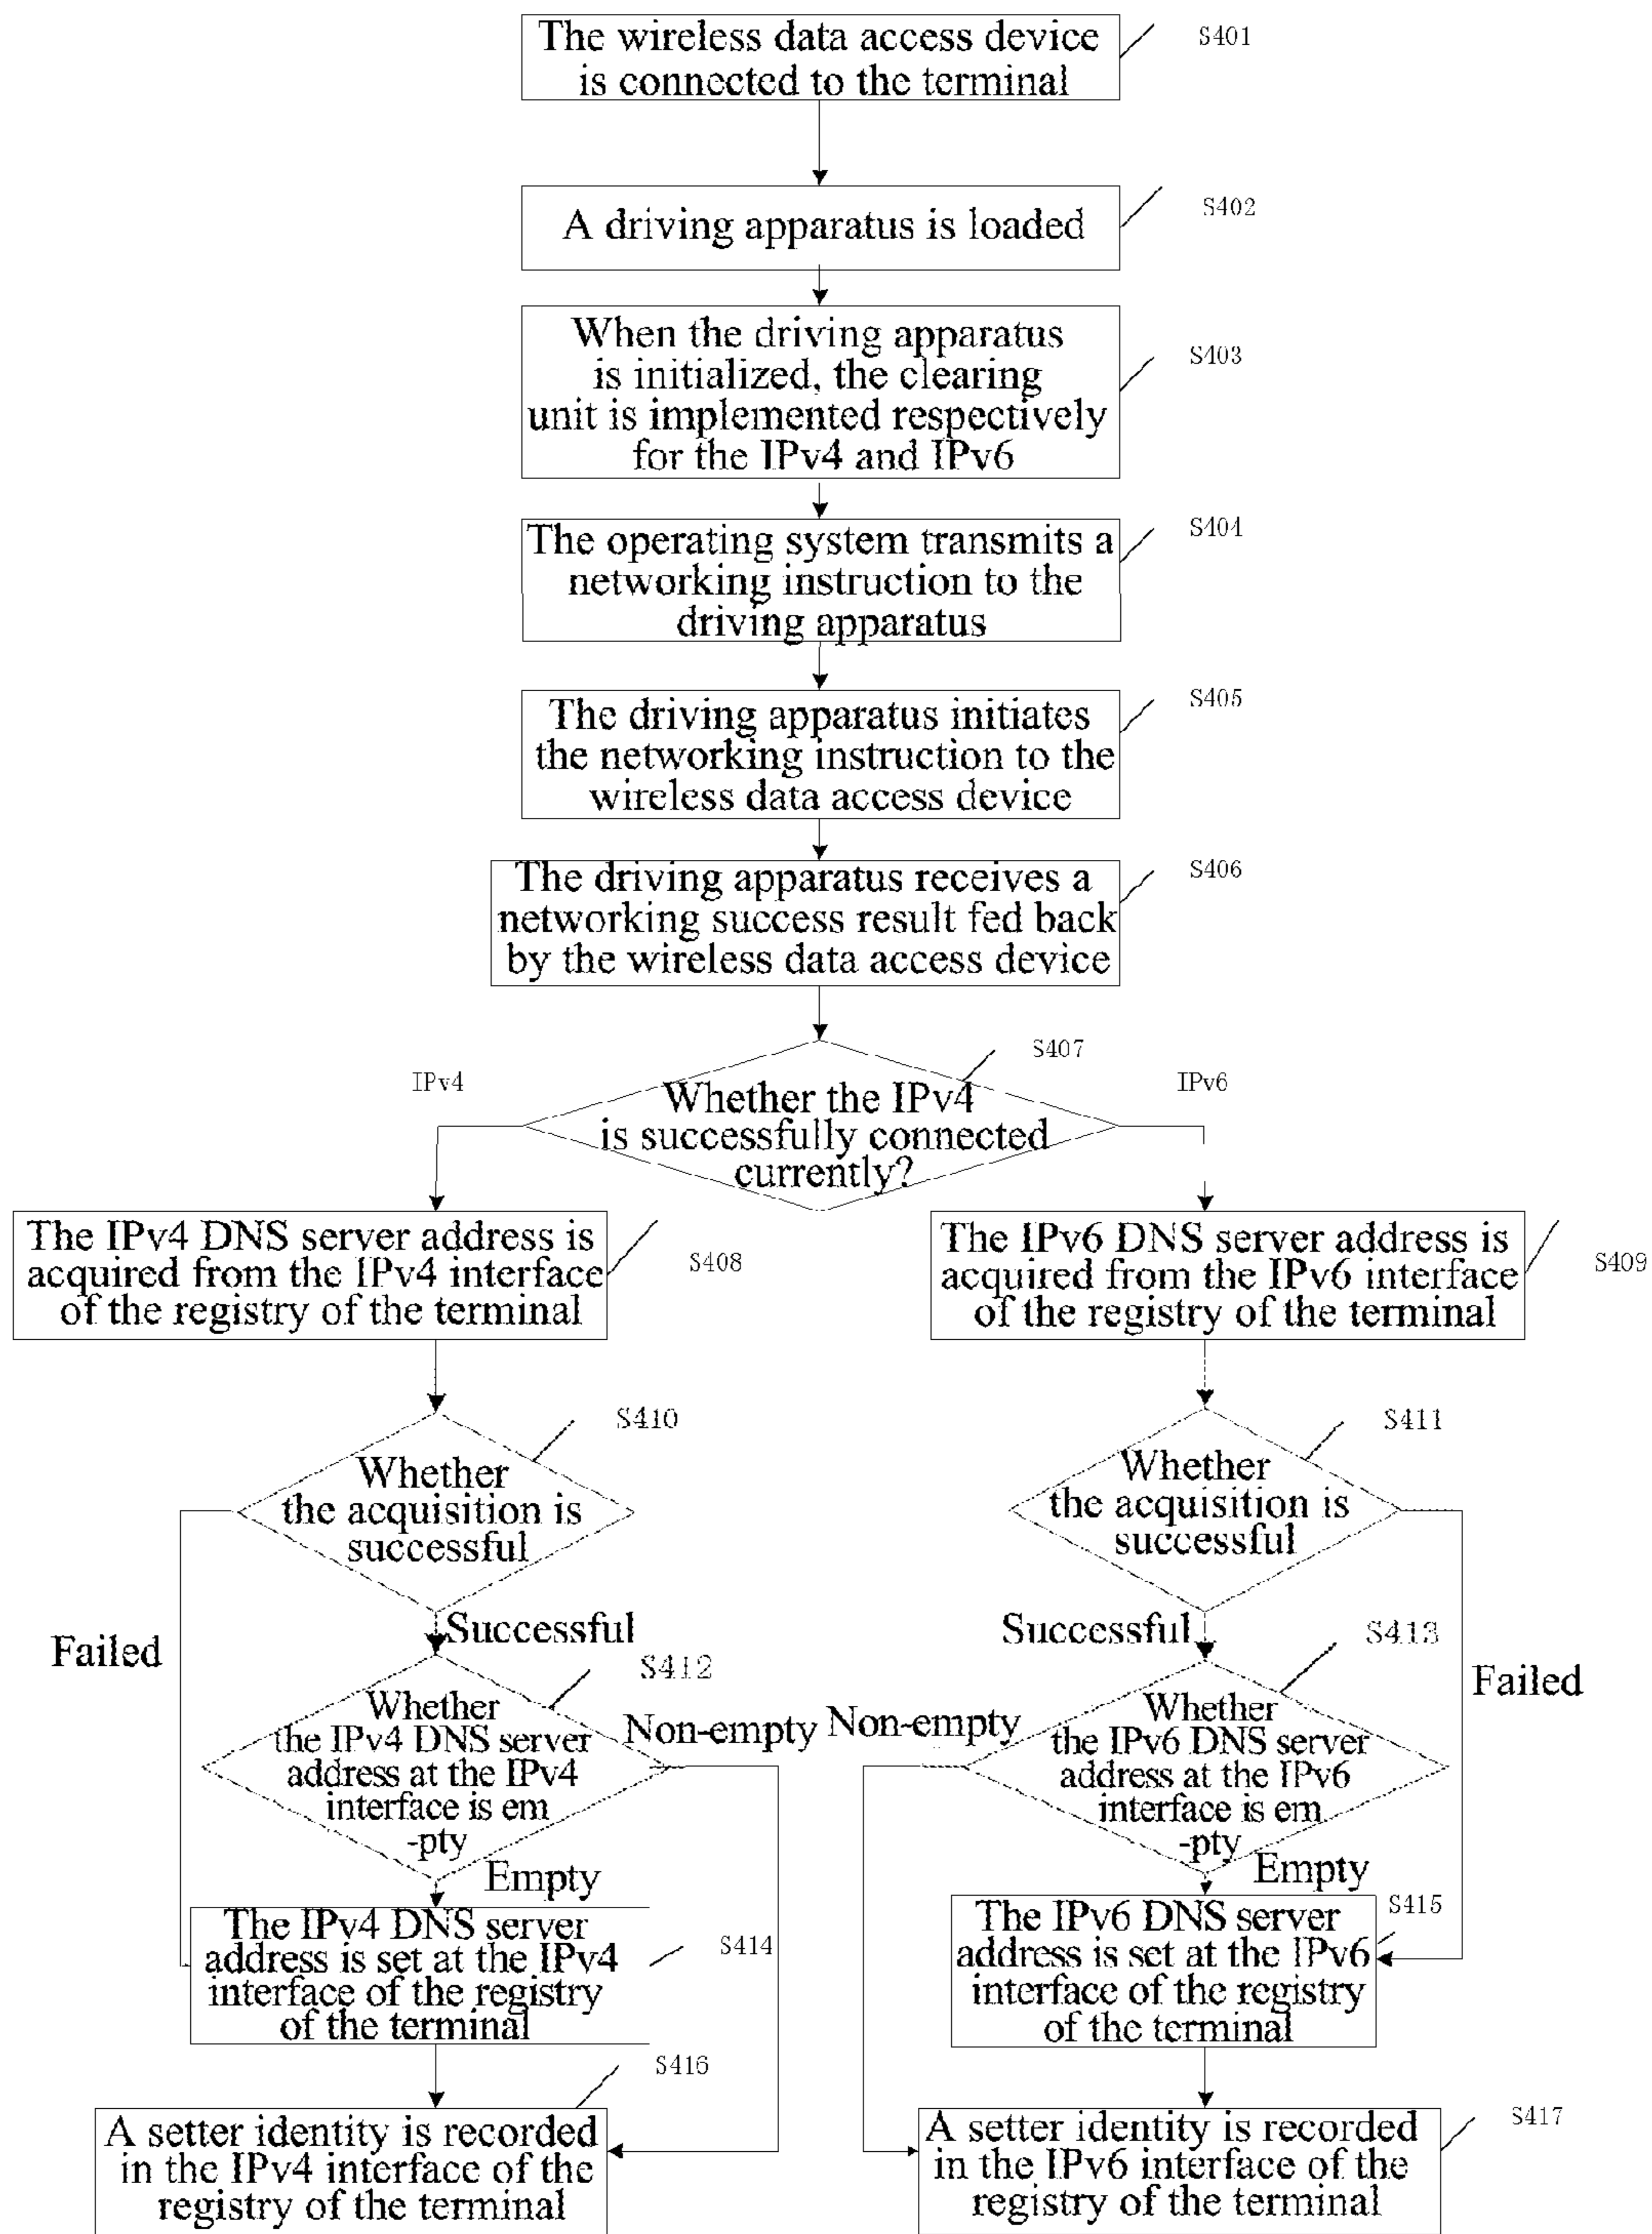 The wireless data access device
is connected to the terminal
S401
A driving apparatus is loaded
S402
When the driving apparatus
is initialized, the clearing
unit is implemented respectively
for the IPv4 and IPv6
S403
The operating system transmits a
networking instruction to the
driving apparatus
S404
The driving apparatus initiates
the networking instruction to the
wireless data access device
S405
The driving apparatus receives a
networking success result fed back
by the wireless data access device
S406
S407
IPv4
IPv6
Whether the IPv4
is successfully connected
currently?
The IPv4 DNS server address is
acquired from the IPv4 interface
of the registry of the terminal
S408
The IPv6 DNS server address is
acquired from the IPv6 interface
of the registry of the terminal
S409
S410
Whether
the acquisition is
successful
S411
Whether
the acquisition is
successful
Successful
Failed
Successful
Failed
S412
Whether
the IPv4 DNS server
address at the IPv4
interface is em
-pty
Non-empty
Non-empty
S413
Whether
the IPv6 DNS server
address at the IPv6
interface is em
-pty
Empty
Empty
The IPv4 DNS server
address is set at the IPv4
interface of the registry
of the terminal
S414
The IPv6 DNS server
address is set at the IPv6
interface of the registry
of the terminal
S415
S416
A setter identity is recorded
in the IPv4 interface of the
registry of the terminal
A setter identity is recorded
in the IPv6 interface of the
registry of the terminal
S417